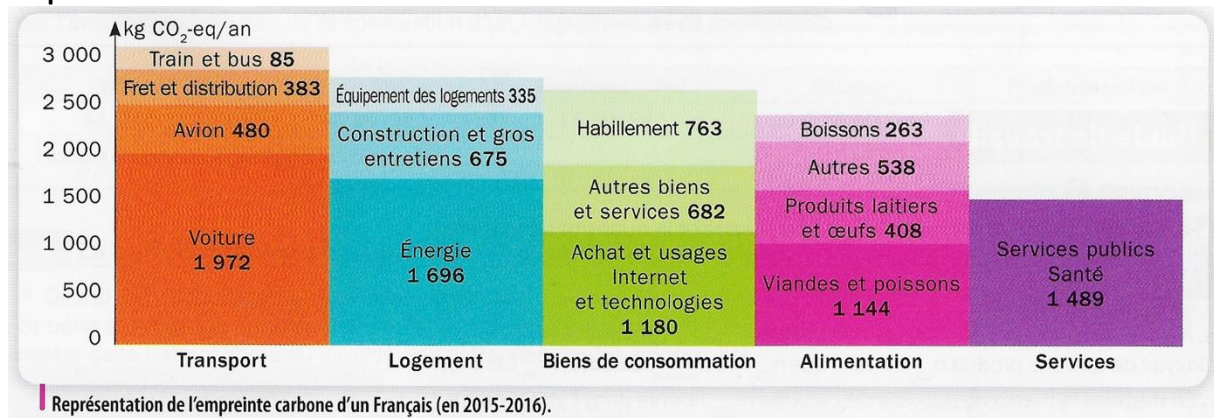 kg CO₂-eq/an
3 000
2 500
2 000
1 500
1 000
500
0
Train et bus 85
Fret et distribution 383
Avion 480
Voiture
1 972
Équipement des logements 335
Construction et gros
entretiens 675
Énergie
1 696
Habillement 763
Autres biens
et services 682
Achat et usages
Internet
et technologies
1 180
Boissons 263
Autres 538
Produits laitiers
et œufs 408
Viandes et poissons
1 144
Services publics
Santé
1 489
Transport
Logement
Biens de consommation
Alimentation
Services
Représentation de l'empreinte carbone d'un Français (en 2015-2016).